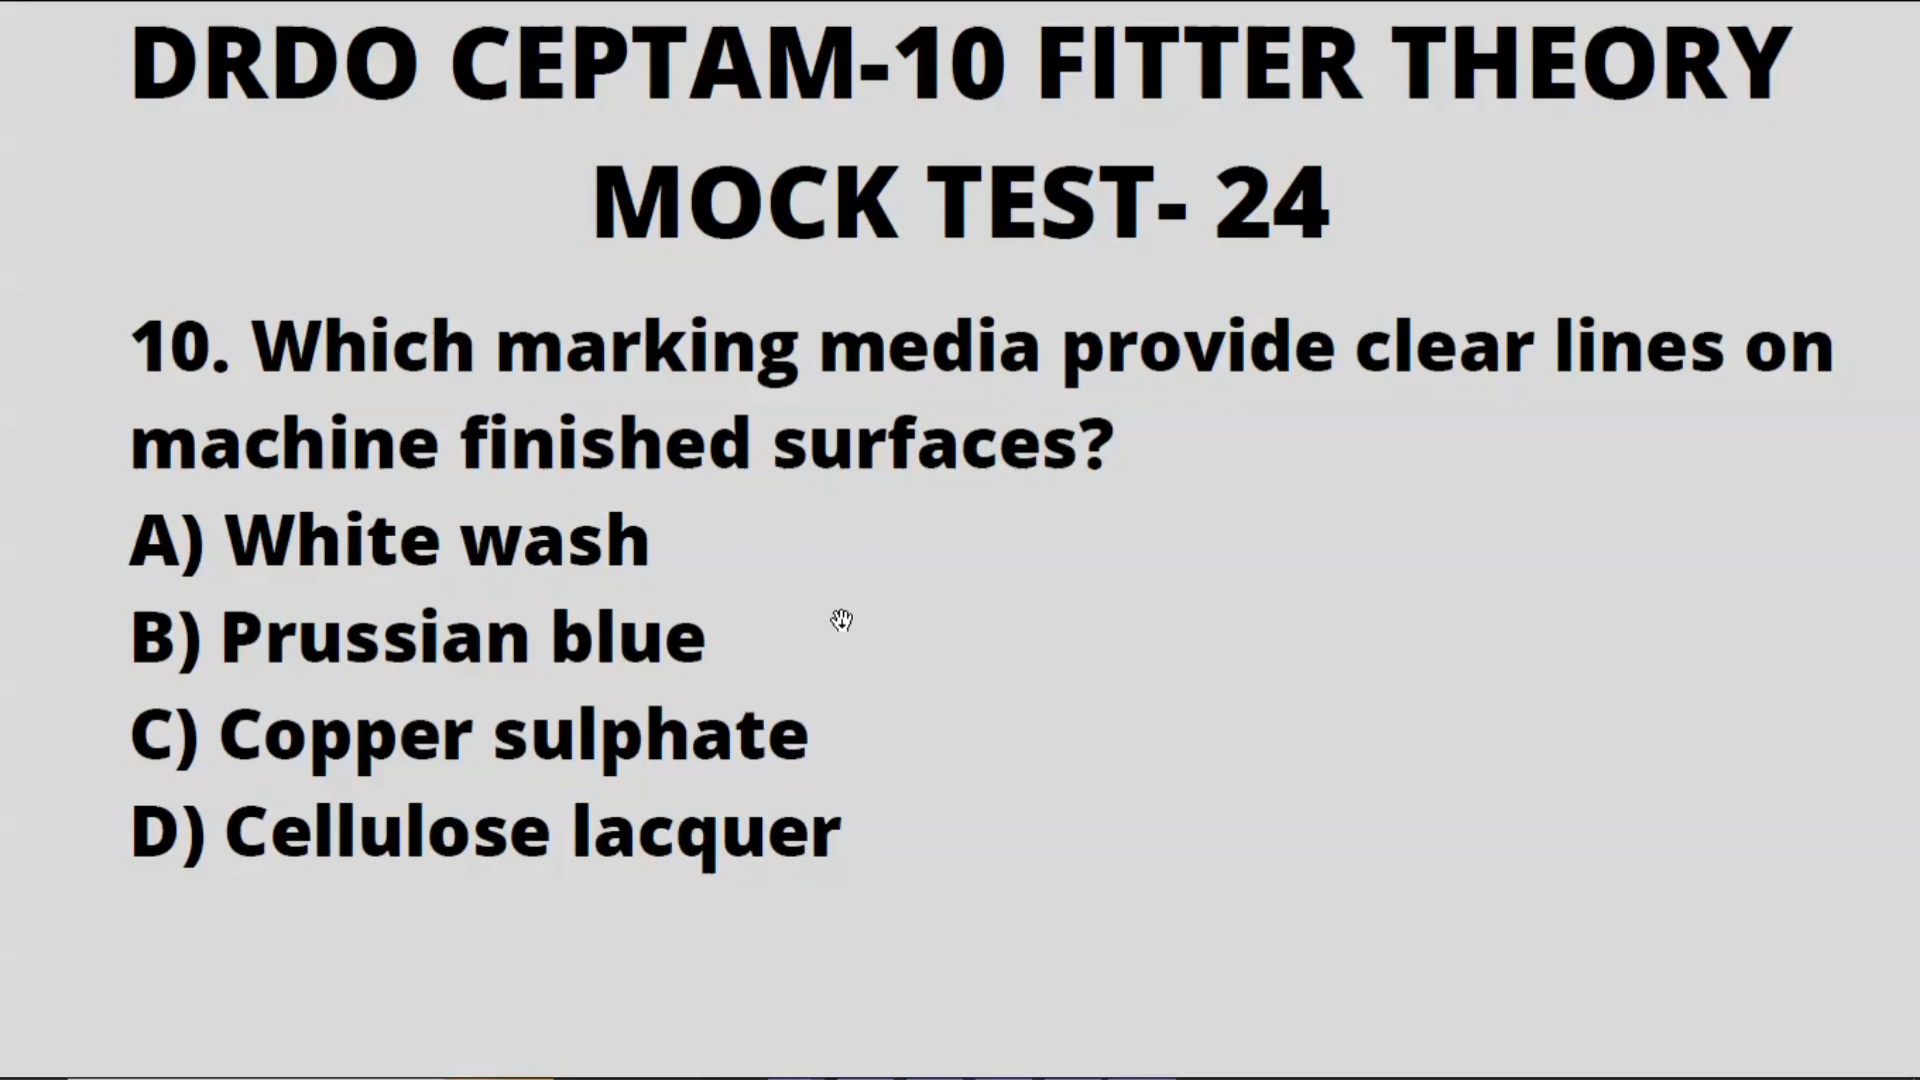 DRDO CEPTAM-10 FITTER THEORY
MOCK TEST- 24
10. Which marking media provide clear lines on
machine finished surfaces?
A) White wash
B) Prussian blue
C) Copper sulphate
D) Cellulose lacquer